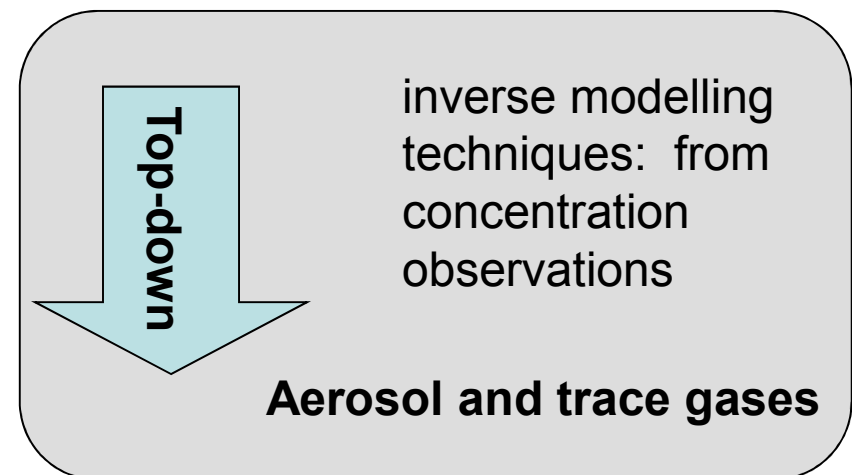 Top-down
inverse modelling
techniques: from
concentration
observations
Aerosol and trace gases